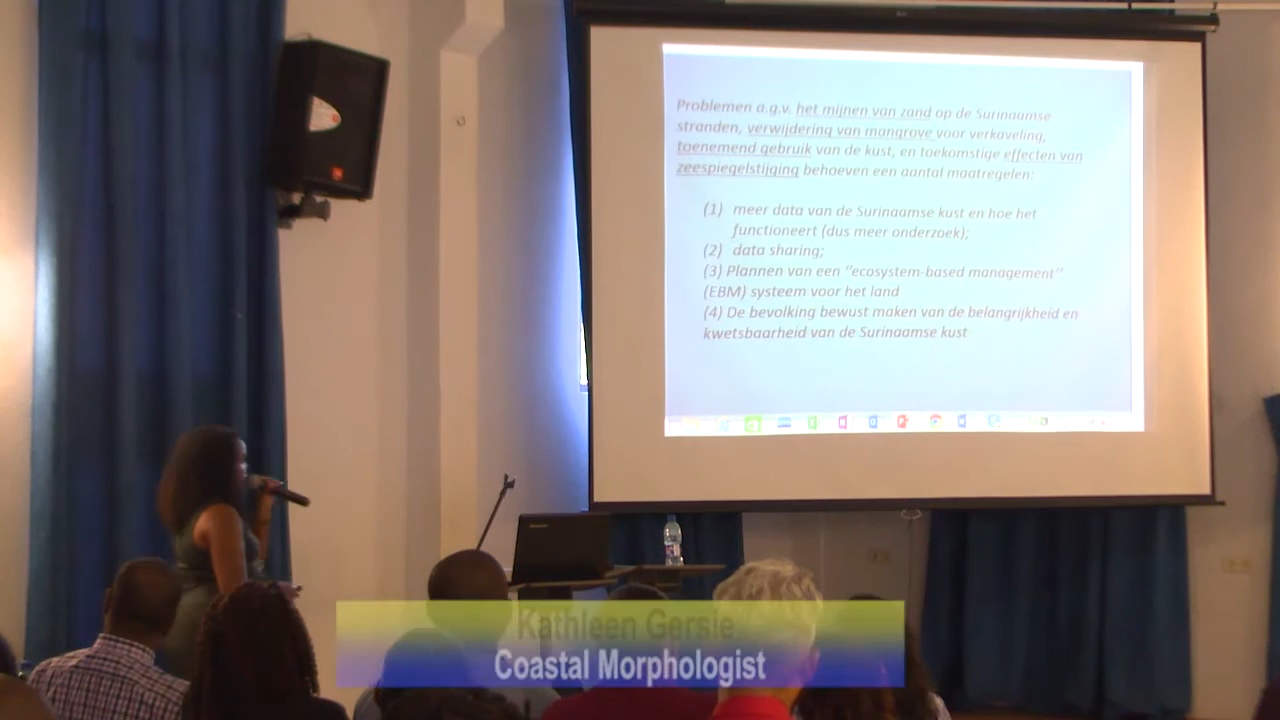 Problemen a.g.v. het mijnen van zand op de Surinaamse
stranden, verwijdering van mangrove voor verkaveling,
toenemend gebruik van de kust, en toekomstige effecten van
zeespiegelstijging behoeven een aantal maatregelen:
(1) meer data van de Surinaamse kust en hoe het
functioneert (dus meer onderzoek);
(2) data sharing;
(3) Plannen van een “ecosystem-based management”
(EBM) systeem voor het land
(4) De bevolking bewust maken van de belangrijkheid en
kwetsbaarheid van de Surinaamse kust
Kathleen Gersie
Coastal Morphologist